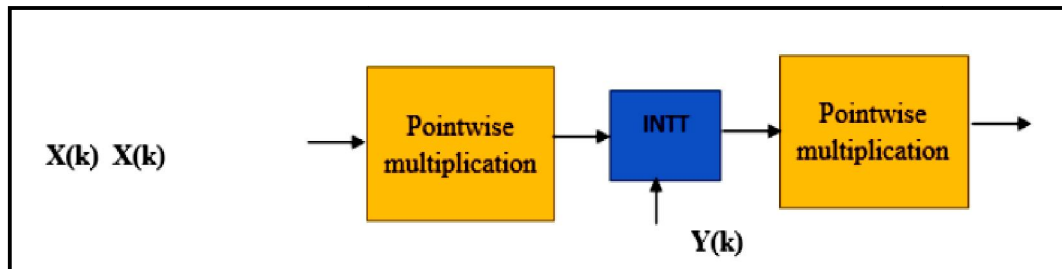 X(k) X(k)
Pointwise
multiplication
INTT
Y(k)
Pointwise
multiplication